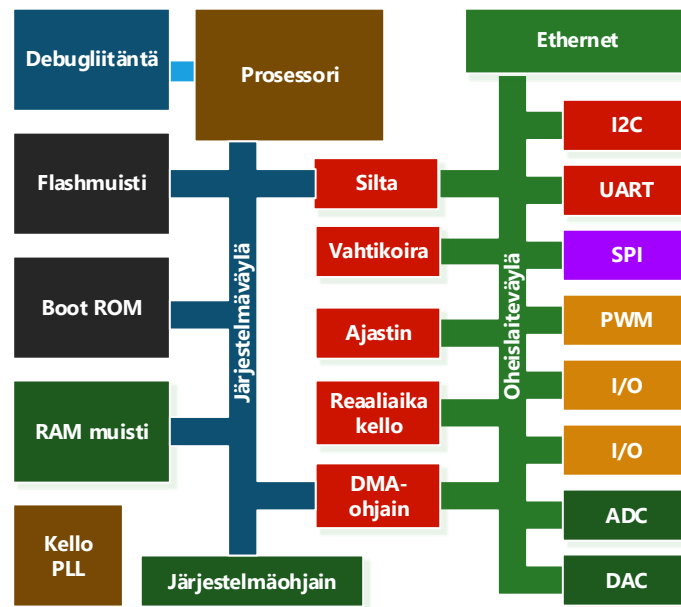 Debugliitäntä
Prosessori
Ethernet
Flashmuisti
Boot ROM
RAM muisti
Kello
PLL
Järjestelmäväylä
Järjestelmäohjain
Silta
Vahtikoira
Ajastin
Reaaliaika
kello
DMA-
ohjain
Oheislaiteväylä
I2C
UART
SPI
PWM
I/O
I/O
ADC
DAC